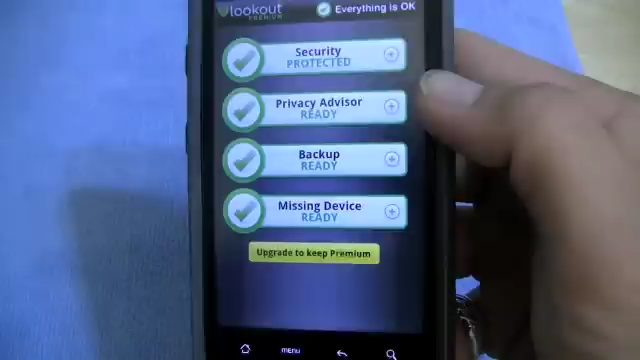 lookout
PREMIUM
Everything is OK
Security
PROTECTED
Privacy Advisor
READY
Backup
READY
Missing Device
READY
Upgrade to keep Premium
MENU